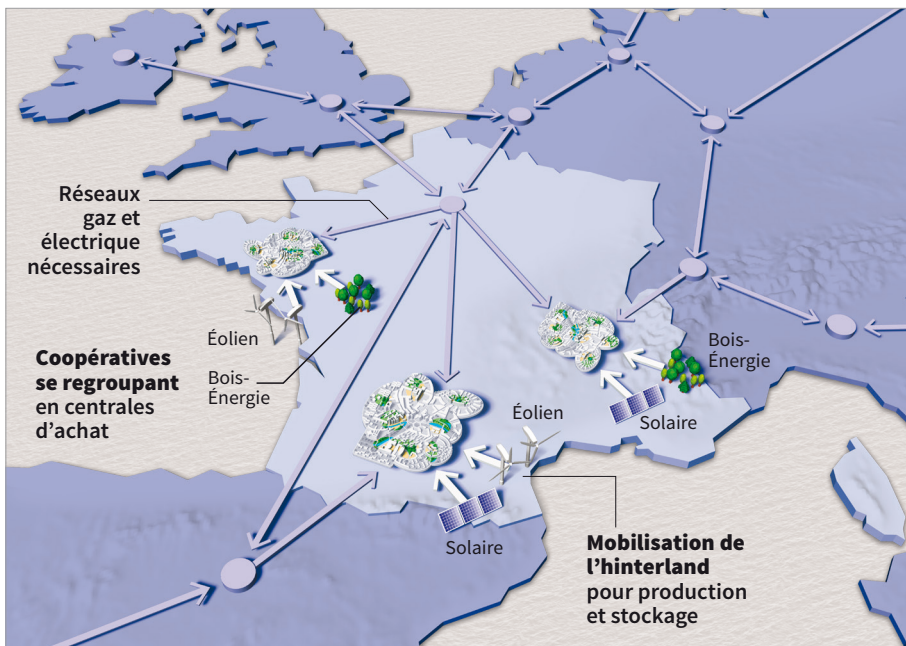 Réseaux
gaz et
électrique
nécessaires
Éolien
Bois-
Énergie
Coopératives
se regroupant
en centrales
d’achat
Bois-
Énergie
Solaire
Éolien
Solaire
Mobilisation de
l’hinterland
pour production
et stockage